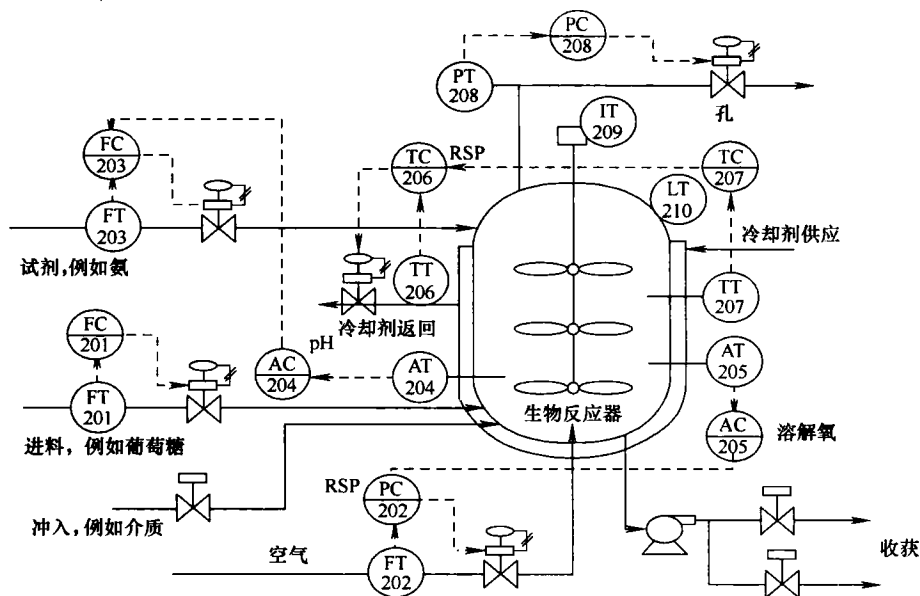 PC
208
PT
208
孔
IT
209
FC
203
TC
206
RSP
TC
207
LT
210
FT
203
冷却剂供应
试剂,例如氨
TT
206
TT
207
冷却剂返回
FC
201
pH
AC
204
AT
204
AT
205
FT
201
生物反应器
AC
205
溶解氧
进料，例如葡萄糖
RSP
PC
202
冲入,例如介质
空气
FT
202
收获